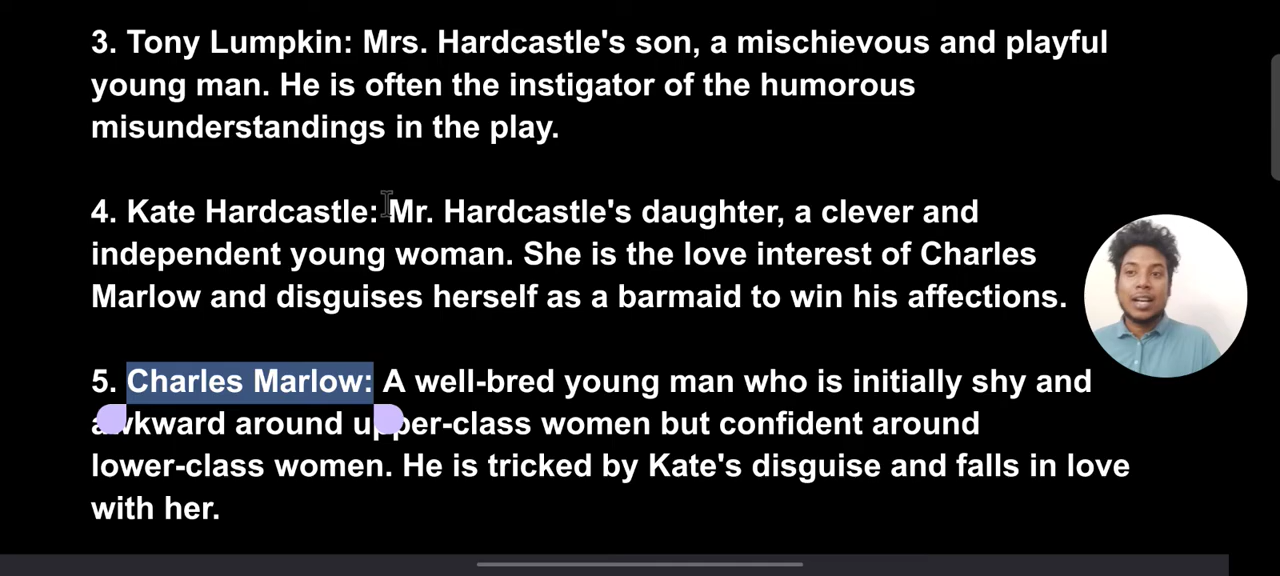 3. Tony Lumpkin: Mrs. Hardcastle's son, a mischievous and playful
young man. He is often the instigator of the humorous
misunderstandings in the play.
4. Kate Hardcastle: Mr. Hardcastle's daughter, a clever and
independent young woman. She is the love interest of Charles
Marlow and disguises herself as a barmaid to win his affections.
5. Charles Marlow: A well-bred young man who is initially shy and
awkward around upper-class women but confident around
lower-class women. He is tricked by Kate's disguise and falls in love
with her.